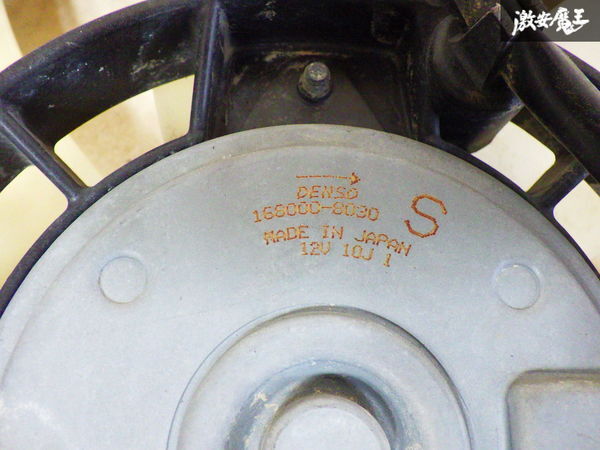 激安魔王
DENSO
168000-8030
S
MADE IN JAPAN
12V 10J 1